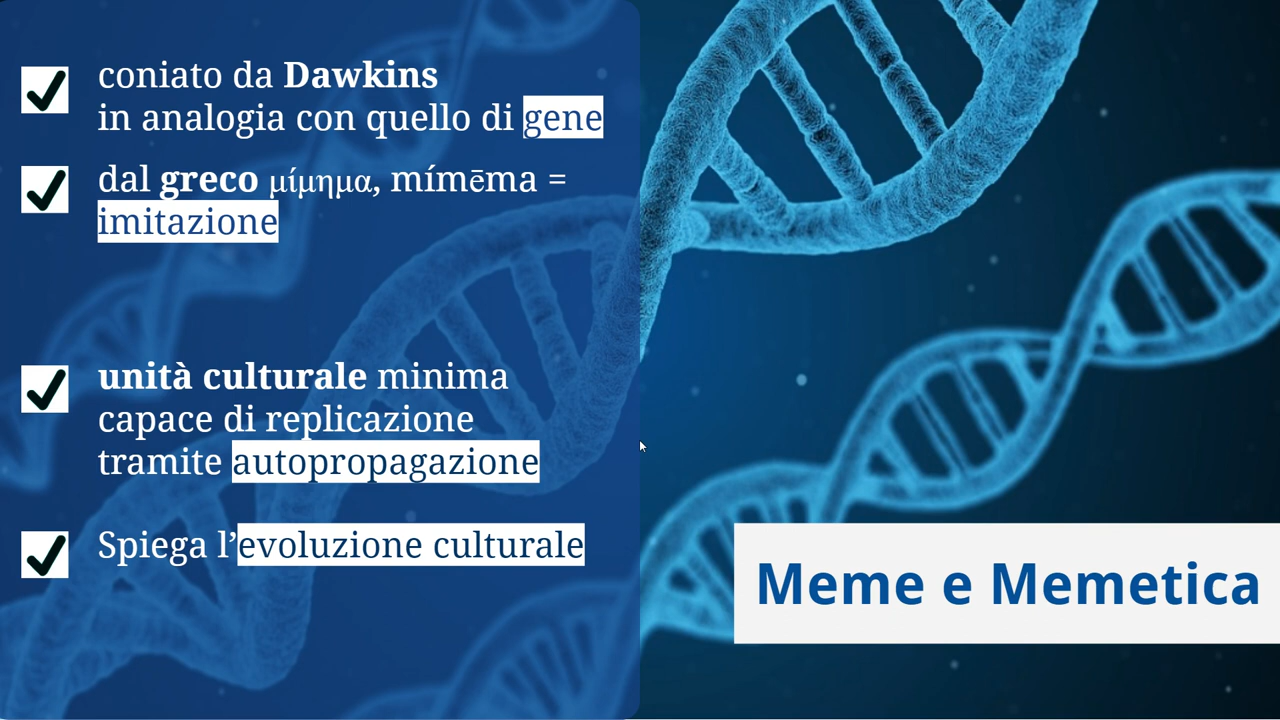 coniato da Dawkins
in analogia con quello di gene
dal greco μίμημα, mímēma =
imitazione
unità culturale minima
capace di replicazione
tramite autopropagazione
Spiega l’evoluzione culturale
Meme e Memetica